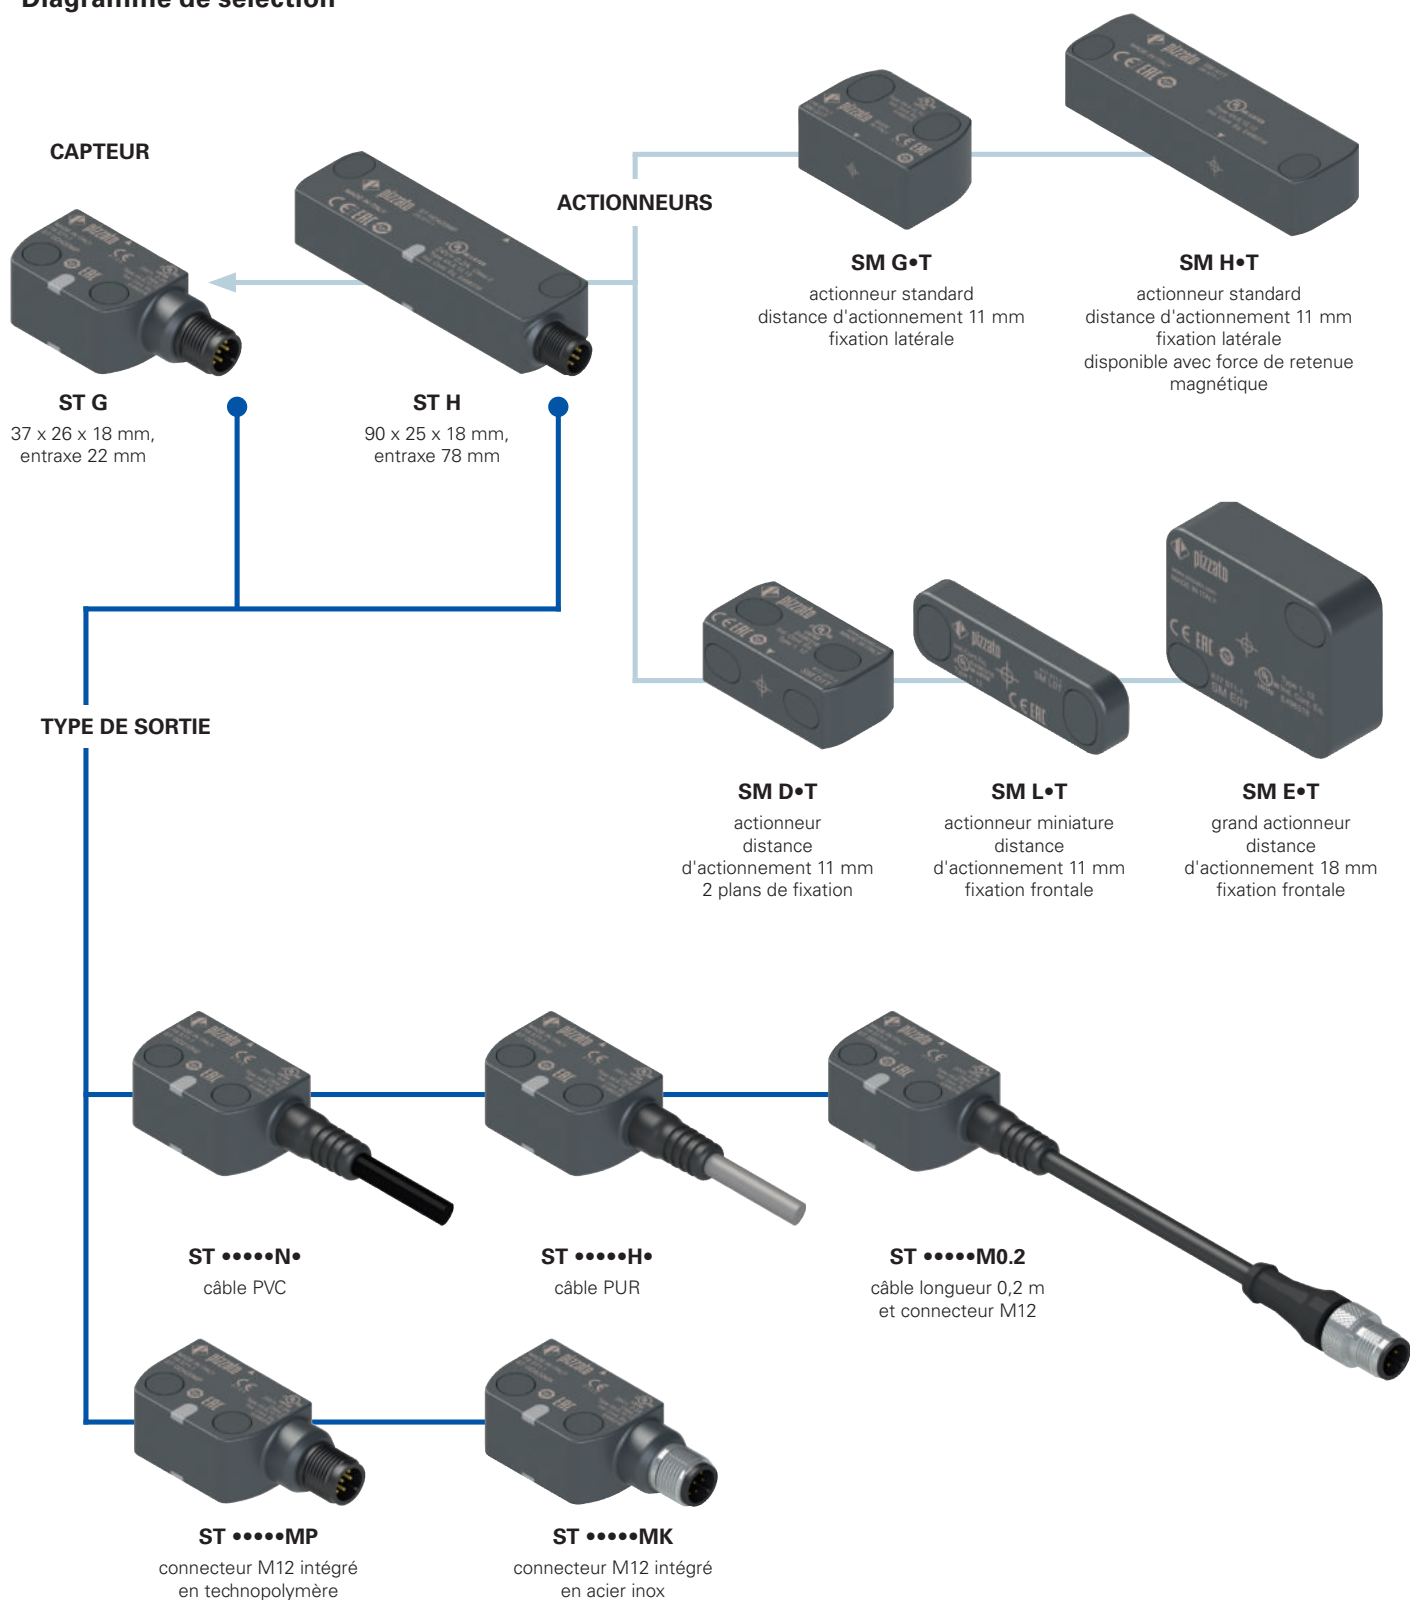 Diagramme de sélection
CAPTEUR
ACTIONNEURS
ST G
37 x 26 x 18 mm,
entraxe 22 mm
ST H
90 x 25 x 18 mm,
entraxe 78 mm
SM G•T
actionneur standard
distance d'actionnement 11 mm
fixation latérale
SM H•T
actionneur standard
distance d'actionnement 11 mm
fixation latérale
disponible avec force de retenue
magnétique
pizzato
MADE IN ITALY
SM D•T
actionneur
distance
d'actionnement 11 mm
2 plans de fixation
SM L•T
actionneur miniature
distance
d'actionnement 11 mm
fixation frontale
SM E•T
grand actionneur
distance
d'actionnement 18 mm
fixation frontale
TYPE DE SORTIE
ST •••••N•
câble PVC
ST •••••H•
câble PUR
ST •••••M0.2
câble longueur 0,2 m
et connecteur M12
ST •••••MP
connecteur M12 intégré
en technopolymère
ST •••••MK
connecteur M12 intégré
en acier inox